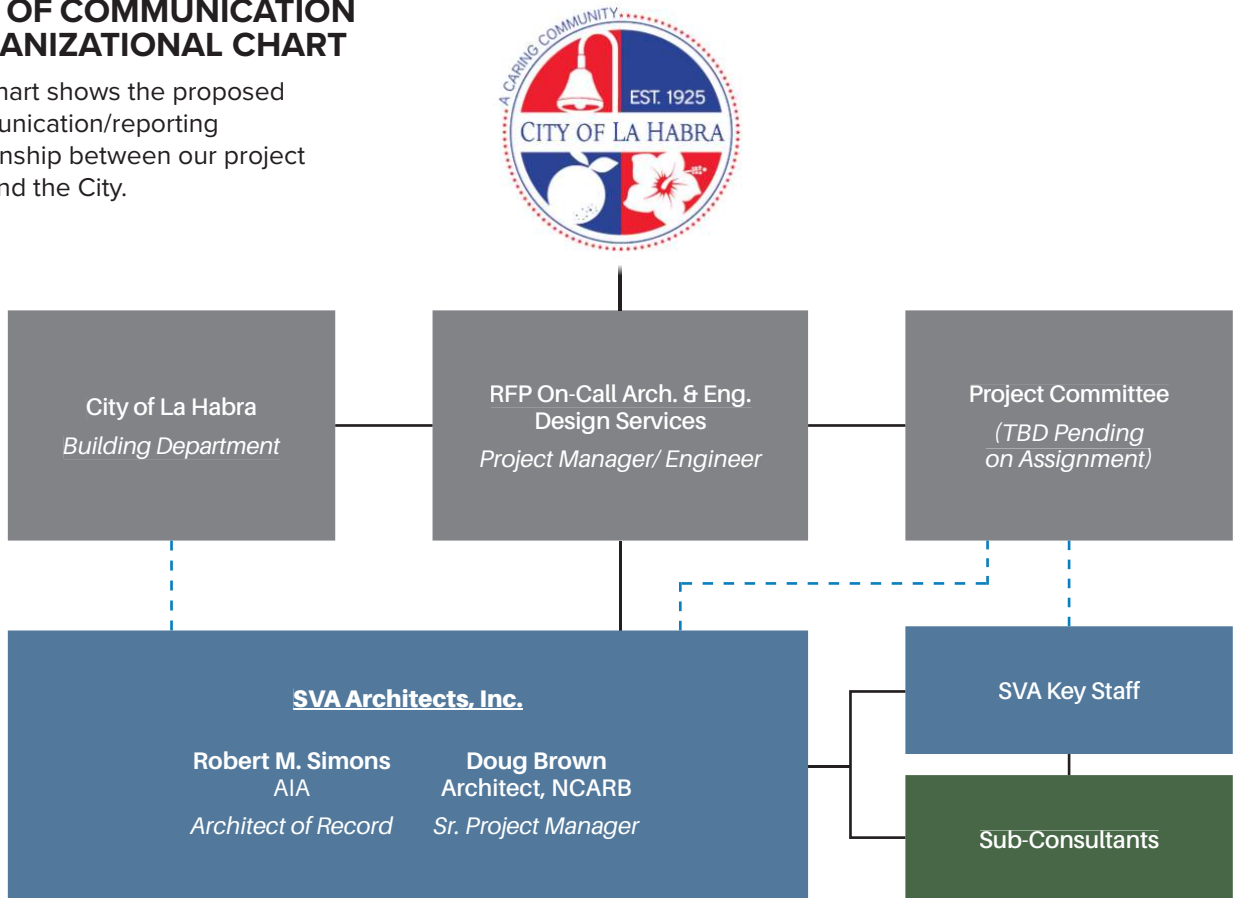 OF COMMUNICATION
ANIZATIONAL CHART
hart shows the proposed
unication/reporting
nship between our project
nd the City.
A CARING COMMUNITY
EST. 1925
CITY OF LA HABRA
City of La Habra
Building Department
RFP On-Call Arch. & Eng.
Design Services
Project Manager/ Engineer
Project Committee
(TBD Pending
on Assignment)
SVA Architects, Inc.
Robert M. Simons
AIA
Architect of Record
Doug Brown
Architect, NCARB
Sr. Project Manager
SVA Key Staff
Sub-Consultants